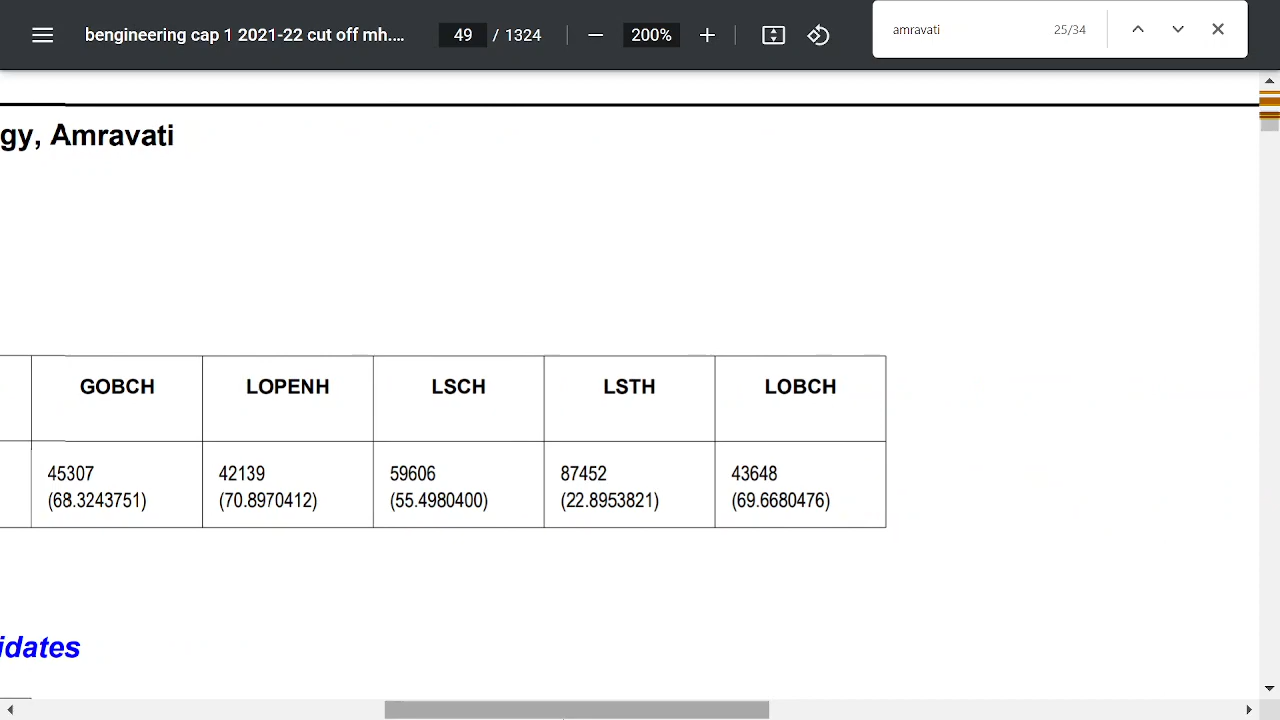 bengineering cap 1 2021-22 cut off mh.... 49 / 1324 200% amravati 25/34
gy, Amravati
GOBCH LOPENH LSCH LSTH LOBCH
45307 42139 59606 87452 43648
(68.3243751) (70.8970412) (55.4980400) (22.8953821) (69.6680476)
idates